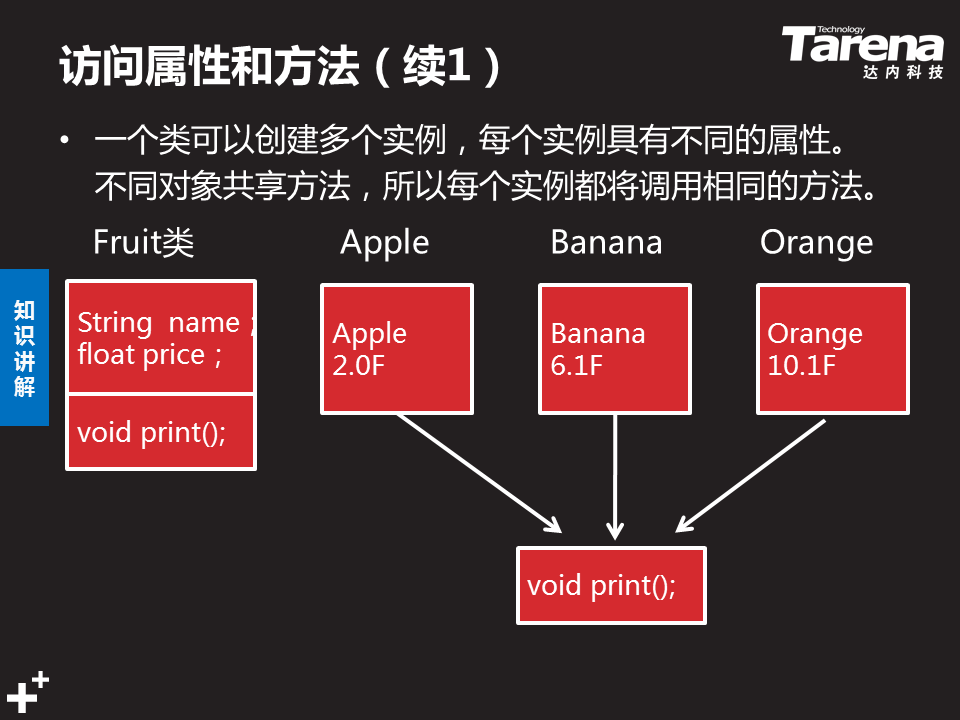 访问属性和方法（续1）
Technology
Tarena
达内科技
• 一个类可以创建多个实例，每个实例具有不同的属性。
不同对象共享方法，所以每个实例都将调用相同的方法。
Fruit类
Apple
Banana
Orange
知识讲解
String name；
float price；
void print();
Apple
2.0F
Banana
6.1F
Orange
10.1F
void print();